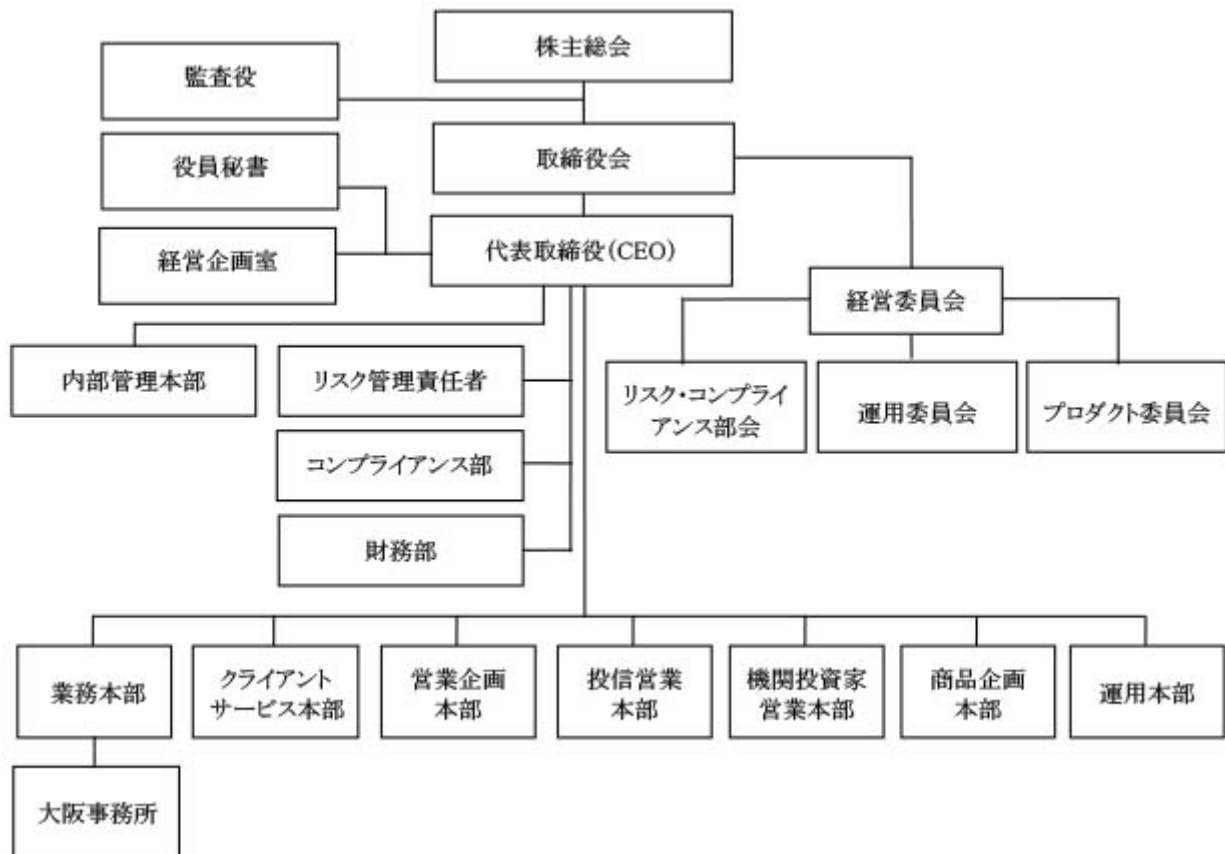 株主総会
監査役
取締役会
役員秘書
代表取締役(CEO)
経営企画室
経営委員会
内部管理本部
リスク管理責任者
リスク・コンプライ
アンス部会
運用委員会
プロダクト委員会
コンプライアンス部
財務部
業務本部
クライアント
サービス本部
営業企画
本部
投信営業
本部
機関投資家
営業本部
商品企画
本部
運用本部
大阪事務所